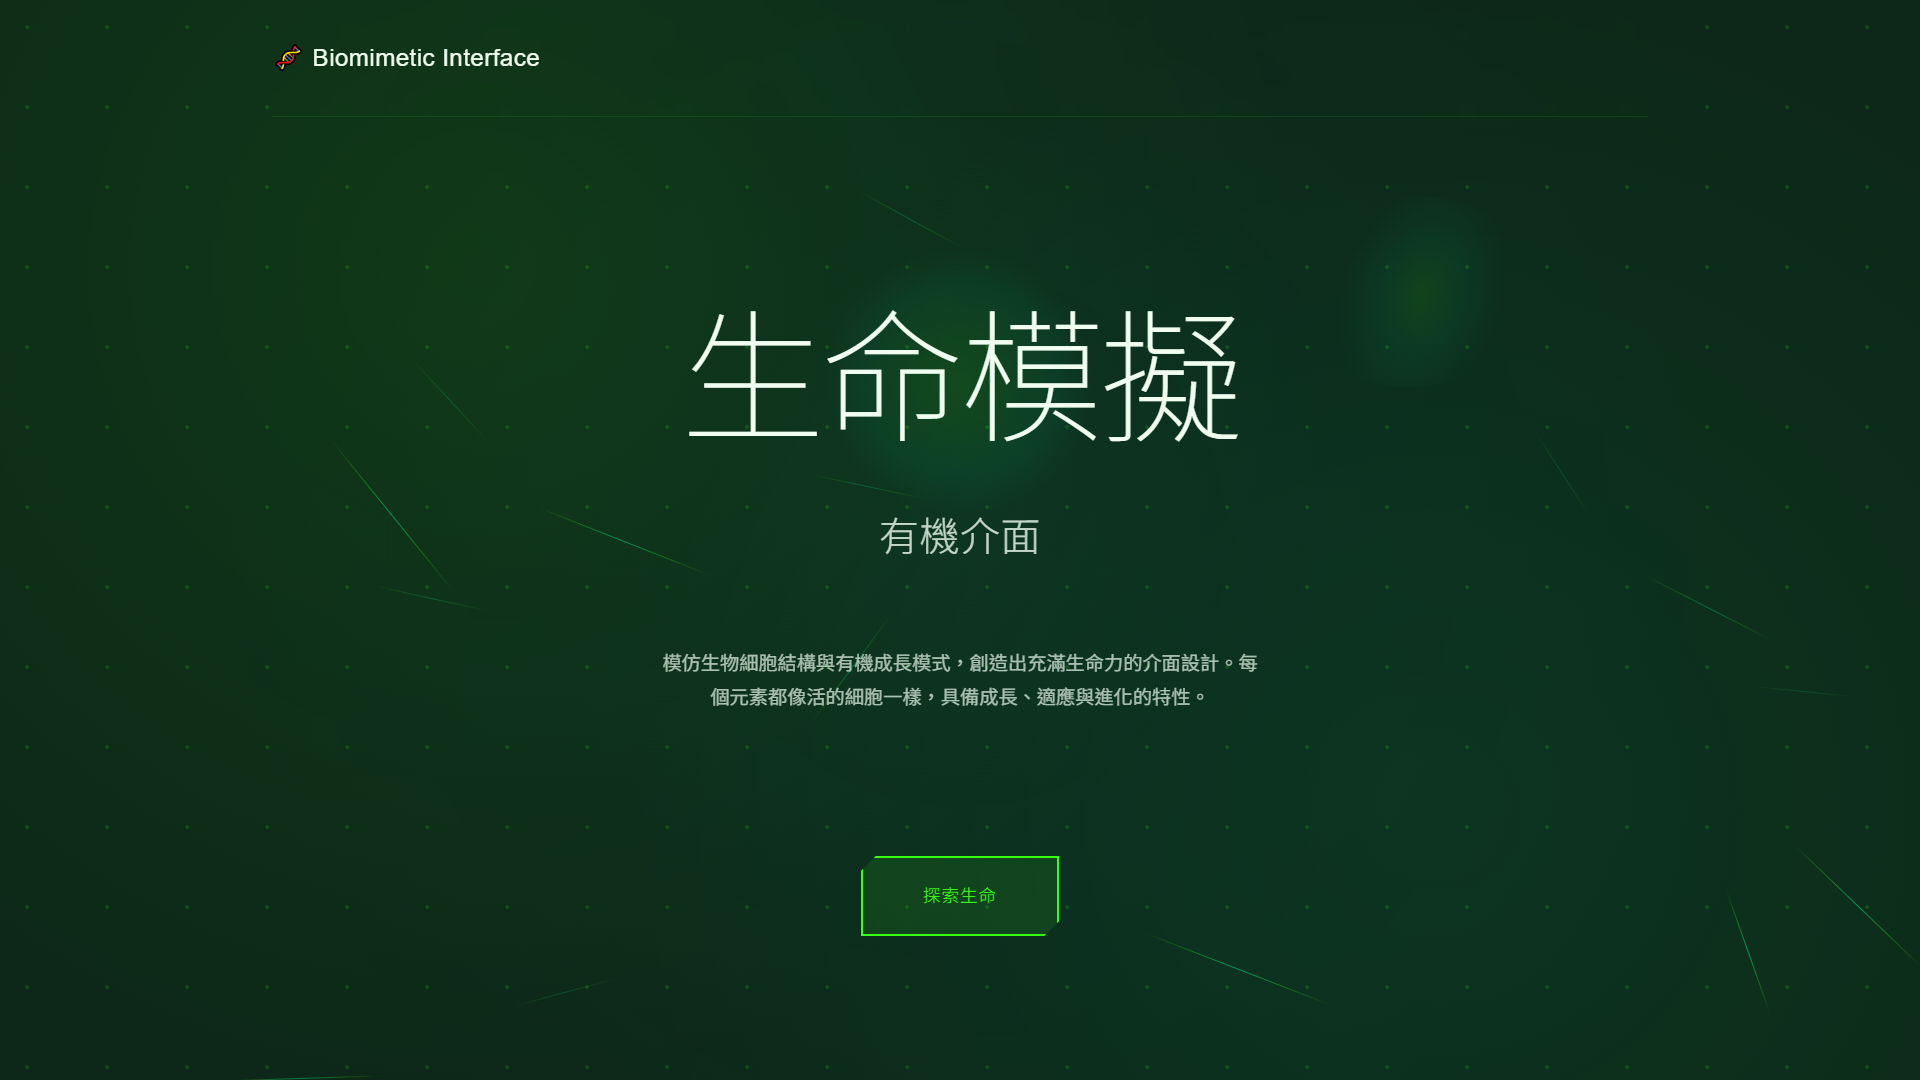 Biomimetic Interface
生命模擬
有機介面
模仿生物細胞結構與有機成長模式，創造出充滿生命力的介面設計。每
個元素都像活的細胞一樣，具備成長、適應與進化的特性。
探索生命